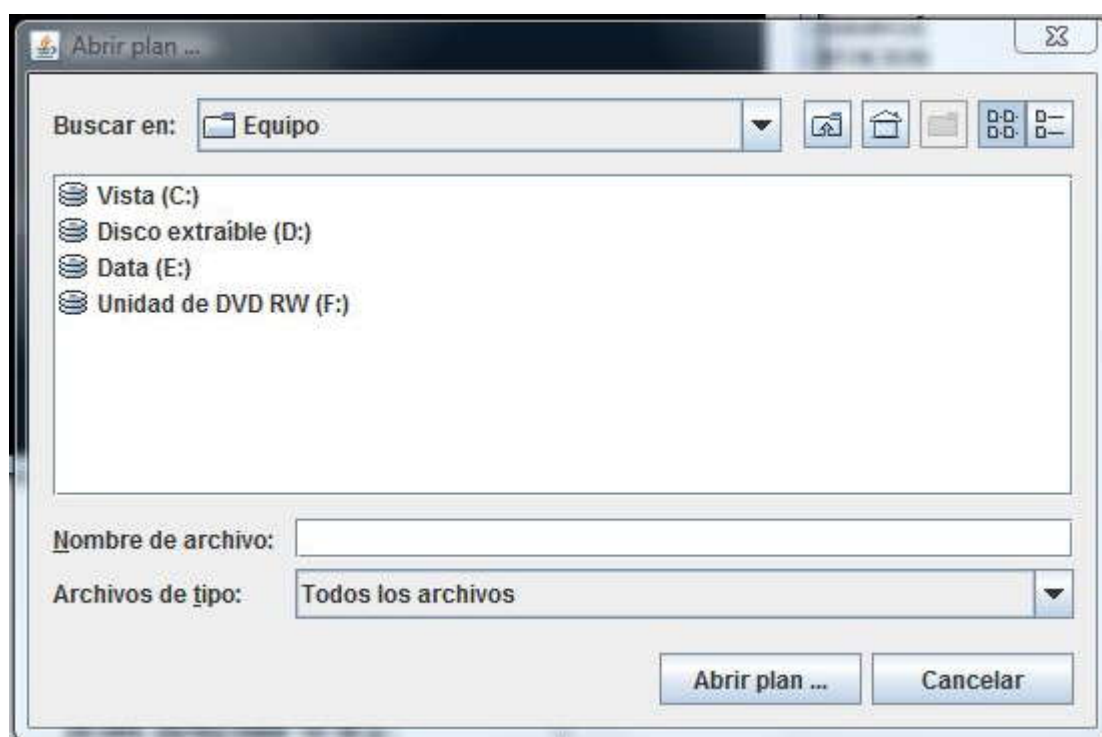 Abrir plan ...
Buscar en: Equipo
Vista (C:)
Disco extraíble (D:)
Data (E:)
Unidad de DVD RW (F:)
Nombre de archivo:
Archivos de tipo: Todos los archivos
Abrir plan ... Cancelar